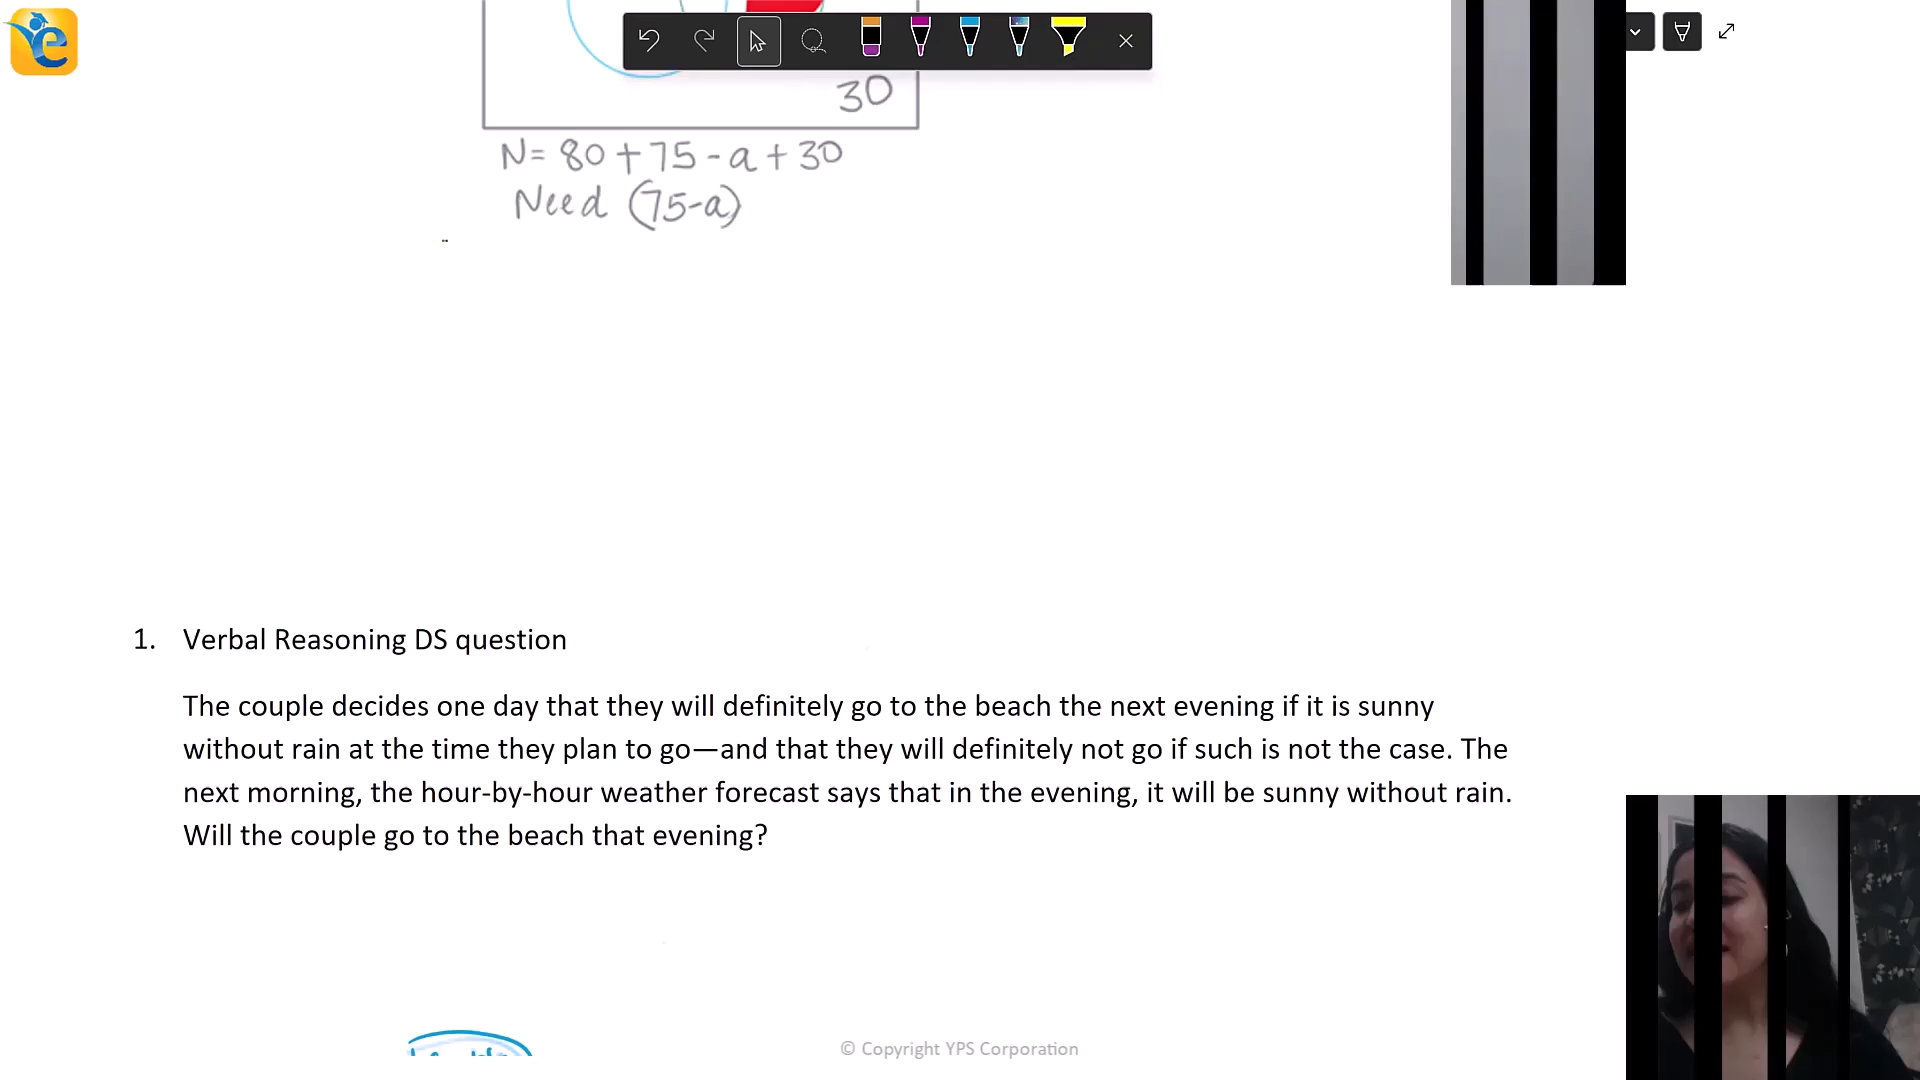 30
N= 80 + 75 - a + 30
Need (75-a)
1. Verbal Reasoning DS question
The couple decides one day that they will definitely go to the beach the next evening if it is sunny
without rain at the time they plan to go—and that they will definitely not go if such is not the case. The
next morning, the hour-by-hour weather forecast says that in the evening, it will be sunny without rain.
Will the couple go to the beach that evening?
© Copyright YPS Corporation